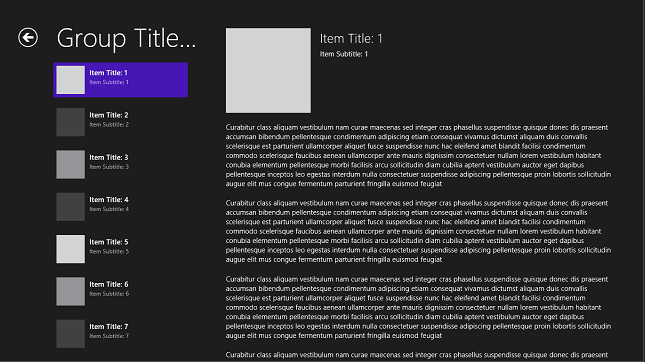 Group Title...
Item Title: 1
Item Subtitle: 1
Item Title: 2
Item Subtitle: 2
Item Title: 3
Item Subtitle: 3
Item Title: 4
Item Subtitle: 4
Item Title: 5
Item Subtitle: 5
Item Title: 6
Item Subtitle: 6
Item Title: 7
Item Subtitle: 7
Item Title: 1
Item Subtitle: 1
Curabitur class aliquam vestibulum nam curae maecenas sed integer cras phasellus suspendisse quisque donec dis praesent
accumsan bibendum pellentesque condimentum adipiscing etiam consequat vivamus dictumst aliquam duis convallis
scelerisque est parturient ullamcorper aliquet fusce suspendisse nunc hac eleifend amet blandit facilisi condimentum
commodo scelerisque faucibus aenean ullamcorper ante mauris dignissim consectetuer nullam lorem vestibulum habitant
conubia elementum pellentesque morbi facilisis arcu sollicitudin diam cubilia aptent vestibulum auctor eget dapibus
pellentesque inceptos leo egestas interdum nulla consectetuer suspendisse adipiscing pellentesque proin lobortis sollicitudin
augue elit mus congue fermentum parturient fringilla euismod feugiat
Curabitur class aliquam vestibulum nam curae maecenas sed integer cras phasellus suspendisse quisque donec dis praesent
accumsan bibendum pellentesque condimentum adipiscing etiam consequat vivamus dictumst aliquam duis convallis
scelerisque est parturient ullamcorper aliquet fusce suspendisse nunc hac eleifend amet blandit facilisi condimentum
commodo scelerisque faucibus aenean ullamcorper ante mauris dignissim consectetuer nullam lorem vestibulum habitant
conubia elementum pellentesque morbi facilisis arcu sollicitudin diam cubilia aptent vestibulum auctor eget dapibus
pellentesque inceptos leo egestas interdum nulla consectetuer suspendisse adipiscing pellentesque proin lobortis sollicitudin
augue elit mus congue fermentum parturient fringilla euismod feugiat
Curabitur class aliquam vestibulum nam curae maecenas sed integer cras phasellus suspendisse quisque donec dis praesent
accumsan bibendum pellentesque condimentum adipiscing etiam consequat vivamus dictumst aliquam duis convallis
scelerisque est parturient ullamcorper aliquet fusce suspendisse nunc hac eleifend amet blandit facilisi condimentum
commodo scelerisque faucibus aenean ullamcorper ante mauris dignissim consectetuer nullam lorem vestibulum habitant
conubia elementum pellentesque morbi facilisis arcu sollicitudin diam cubilia aptent vestibulum auctor eget dapibus
pellentesque inceptos leo egestas interdum nulla consectetuer suspendisse adipiscing pellentesque proin lobortis sollicitudin
augue elit mus congue fermentum parturient fringilla euismod feugiat
Curabitur class aliquam vestibulum nam curae maecenas sed integer cras phasellus suspendisse quisque donec dis praesent